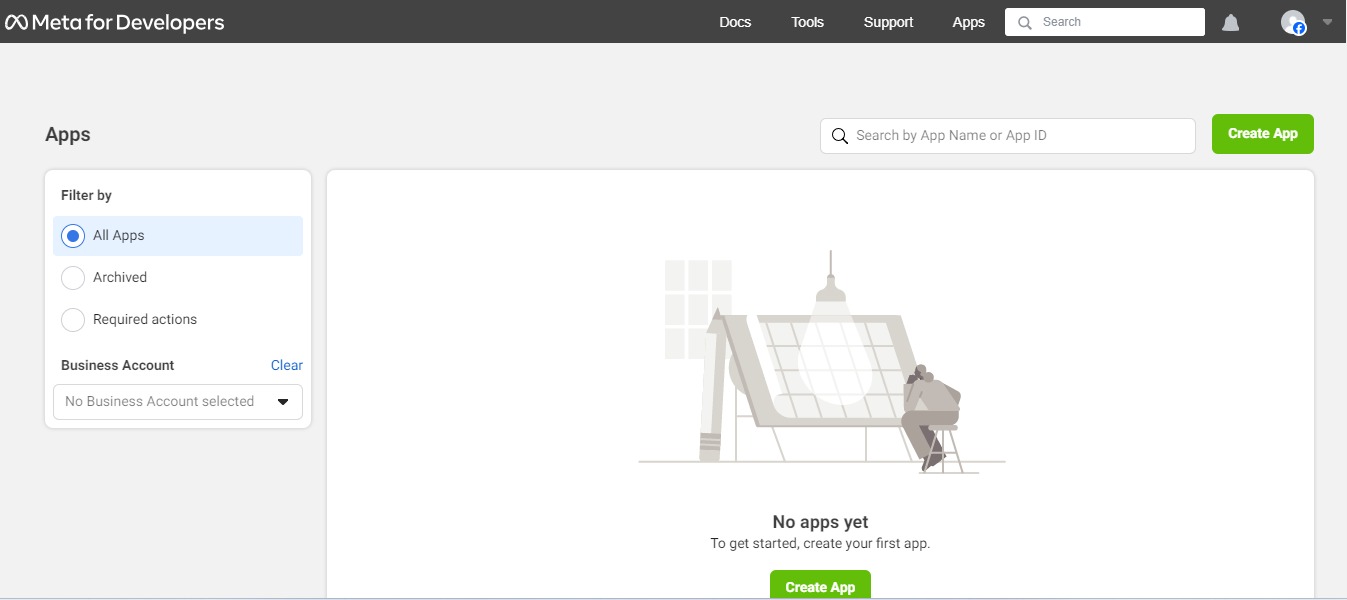 Meta for Developers
Docs Tools Support Apps Search
Apps
Search by App Name or App ID
Create App
Filter by
All Apps
Archived
Required actions
Business Account Clear
No Business Account selected
No apps yet
To get started, create your first app.
Create App